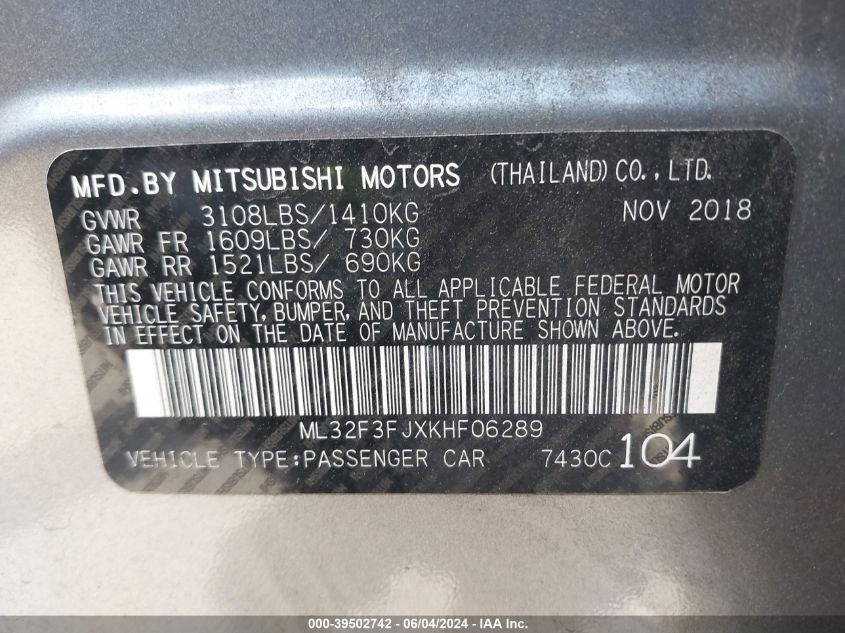 MFD.BY MITSUBISHI MOTORS (THAILAND) CO.,LTD.
GVWR 3108LBS/1410KG NOV 2018
GAWR FR 1609LBS/ 730KG
GAWR RR 1521LBS/ 690KG
THIS VEHICLE CONFORMS TO ALL APPLICABLE FEDERAL MOTOR
VEHICLE SAFETY, BUMPER, AND THEFT PREVENTION STANDARDS
IN EFFECT ON THE DATE OF MANUFACTURE SHOWN ABOVE.
ML32F3FJXKHF06289
VEHICLE TYPE:PASSENGER CAR 7430C 104
000-39502742 - 06/04/2024 - IAA Inc.